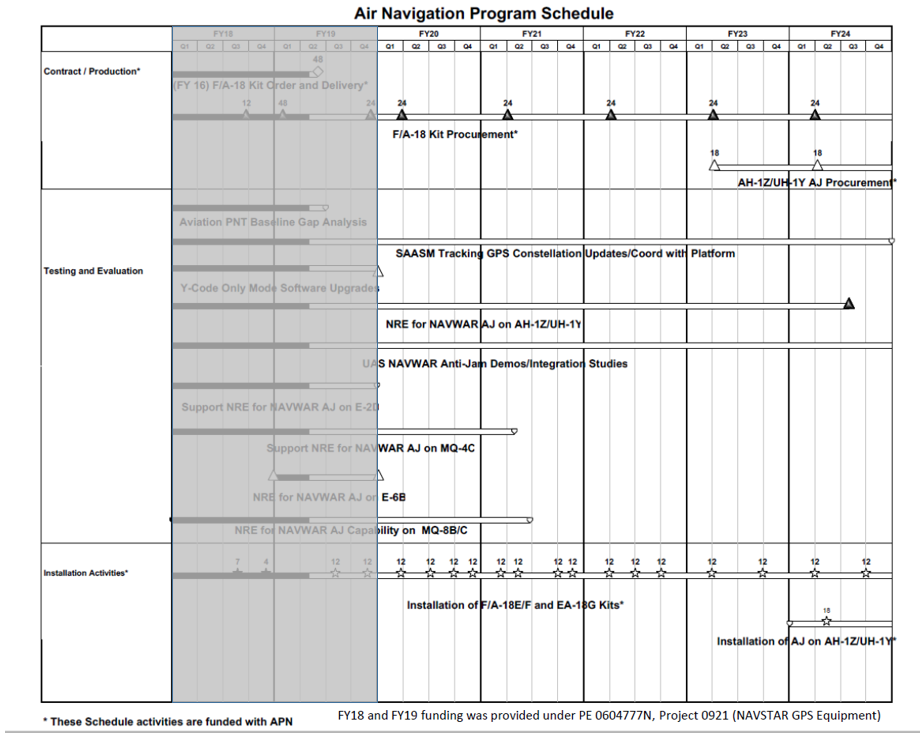 Air Navigation Program Schedule
FY18 FY19 FY20 FY21 FY22 FY23 FY24
Q1 Q2 Q3 Q4 Q1 Q2 Q3 Q4 Q1 Q2 Q3 Q4 Q1 Q2 Q3 Q4 Q1 Q2 Q3 Q4 Q1 Q2 Q3 Q4 Q1 Q2 Q3 Q4
48
Contract / Production*
(FY 16) F/A-18 Kit Order and Delivery*
12 48 24 24 24 24 24 24
F/A-18 Kit Procurement*
18 18
AH-1Z/UH-1Y AJ Procurement*
Aviation PNT Baseline Gap Analysis
SAASM Tracking GPS Constellation Updates/Coord with Platform
Testing and Evaluation
Y-Code Only Mode Software Upgrades
NRE for NAVWAR AJ on AH-1Z/UH-1Y
UAS NAVWAR Anti-Jam Demos/Integration Studies
Support NRE for NAVWAR AJ on E-2D
Support NRE for NAVWAR AJ on MQ-4C
NRE for NAVWAR AJ on E-6B
NRE for NAVWAR AJ Capability on MQ-8B/C
7 4 12 12 12 12 12 12 12 12 12 12 12 12 12 12 12 12 12
Installation Activities*
Installation of F/A-18E/F and EA-18G Kits*
18
Installation of AJ on AH-1Z/UH-1Y*
* These Schedule activities are funded with APN
FY18 and FY19 funding was provided under PE 0604777N, Project 0921 (NAVSTAR GPS Equipment)